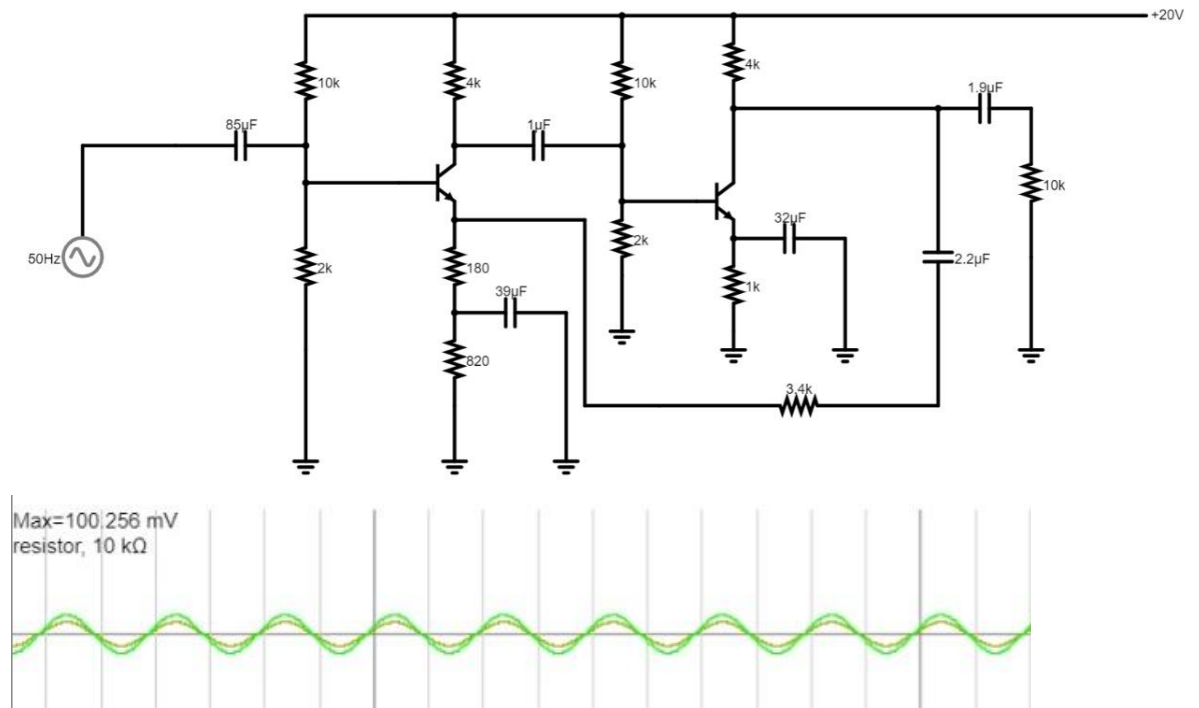 +20V
10k
4k
10k
4k
1.9µF
85µF
1µF
10k
32µF
50Hz
2k
180
2k
2.2µF
39µF
1k
820
3.4k
Max=100.256 mV
resistor, 10 kΩ